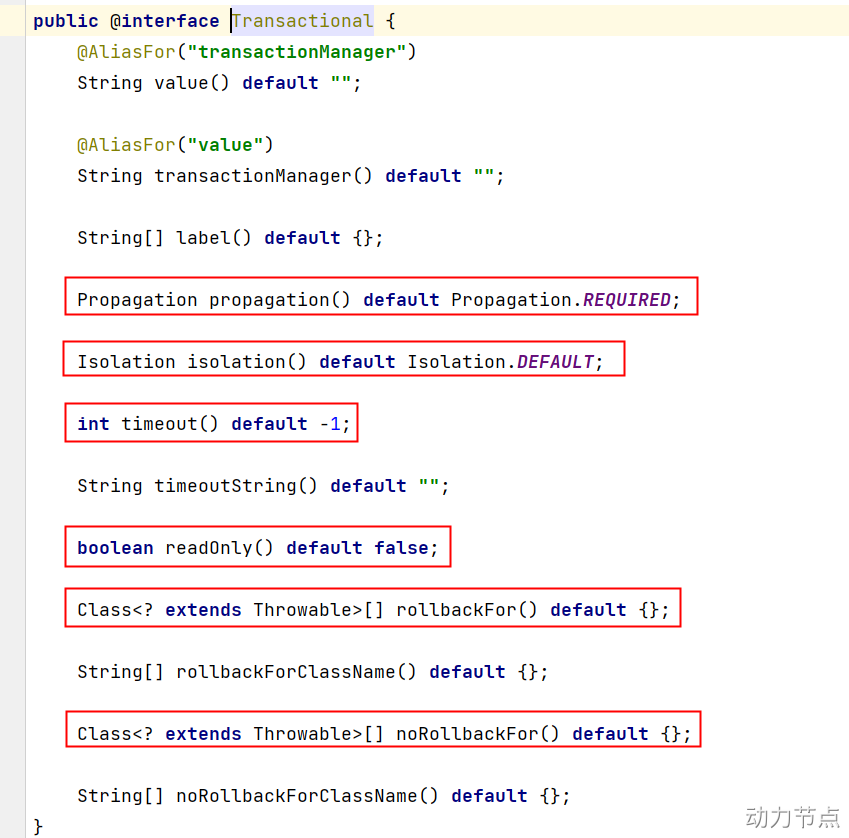 public @interface Transactional {
@AliasFor("transactionManager")
String value() default "";
@AliasFor("value")
String transactionManager() default "";
String[] label() default {};
Propagation propagation() default Propagation.REQUIRED;
Isolation isolation() default Isolation.DEFAULT;
int timeout() default -1;
String timeoutString() default "";
boolean readOnly() default false;
Class<? extends Throwable>[] rollbackFor() default {};
String[] rollbackForClassName() default {};
Class<? extends Throwable>[] noRollbackFor() default {};
String[] noRollbackForClassName() default {};
}
动力节点